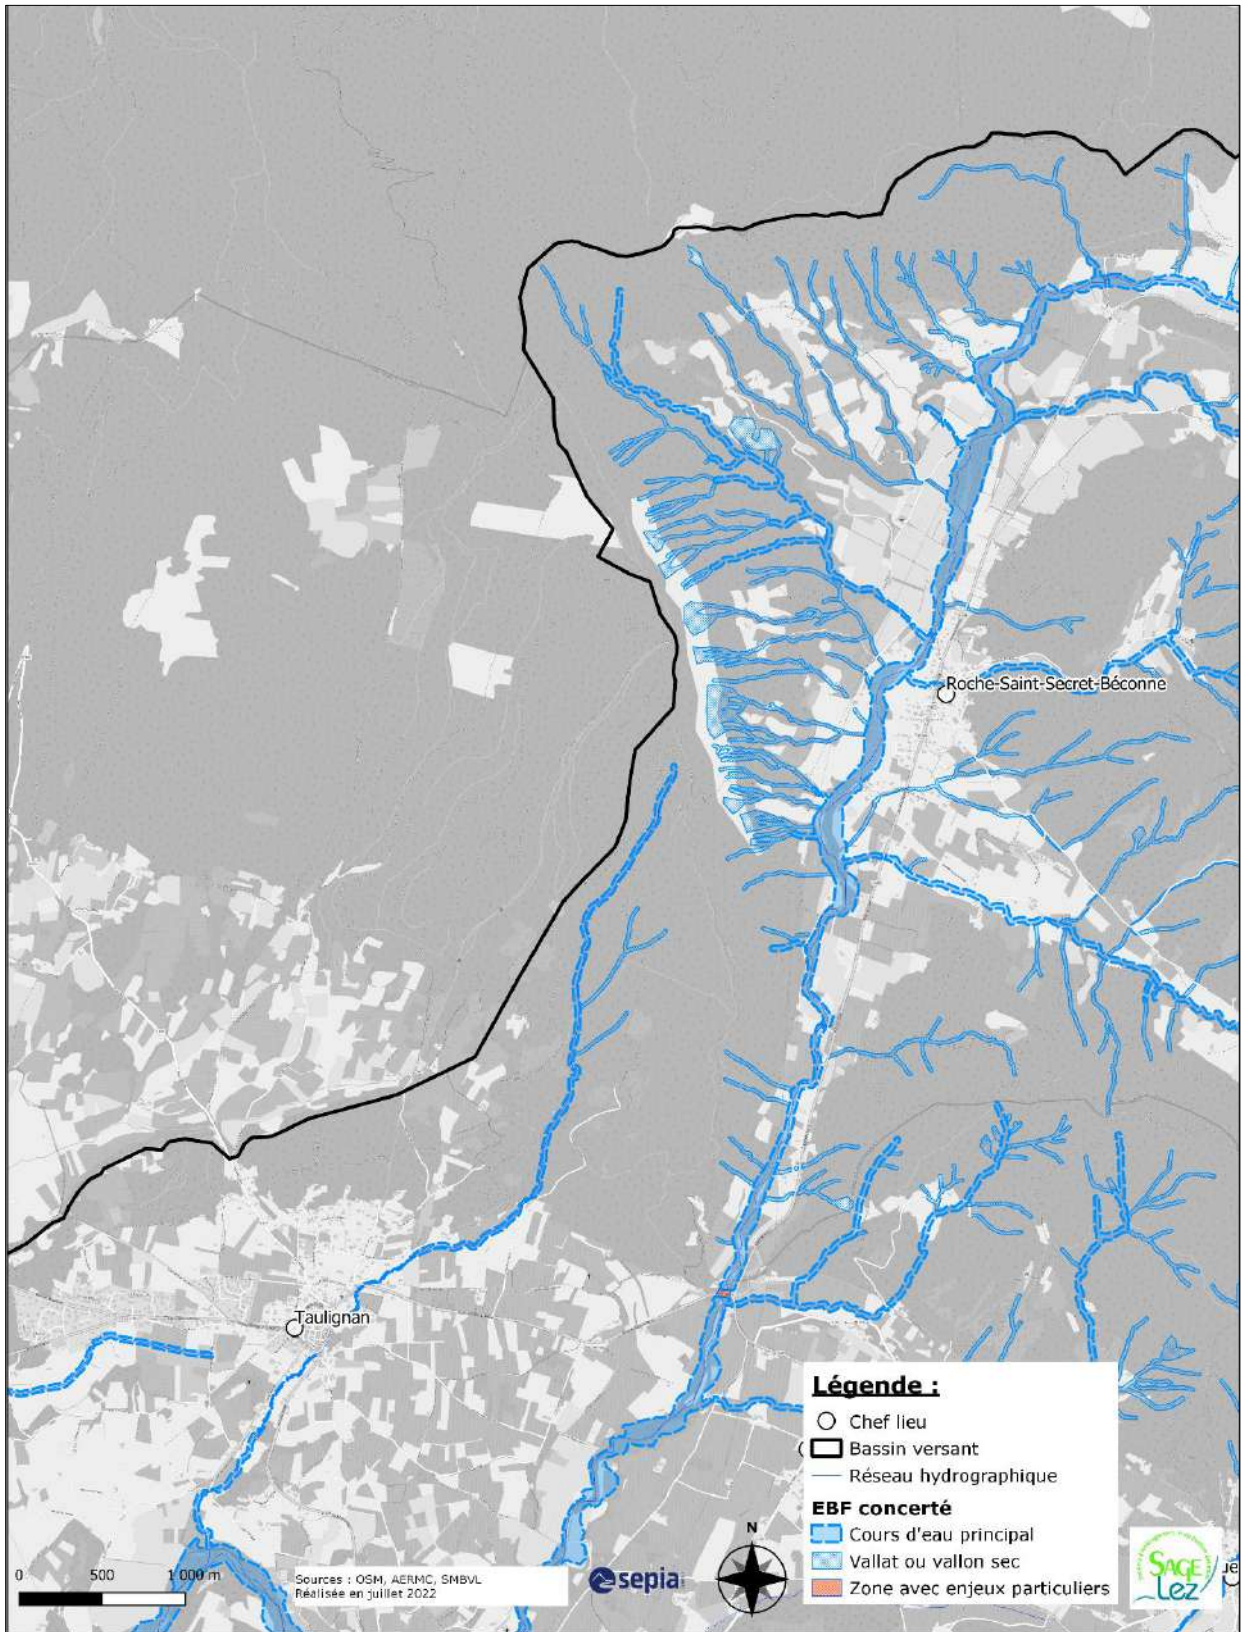 Roche-Saint-Secret-Béconne
Taulignan
Légende :
Chef lieu
Bassin versant
Réseau hydrographique
EBF concerté
Cours d'eau principal
Vallat ou vallon sec
Zone avec enjeux particuliers
N
0 500 1 000 m
Sources : OSM, AERMC, SMBVL
Réalisée en juillet 2022
sepia
SAGE
Lez